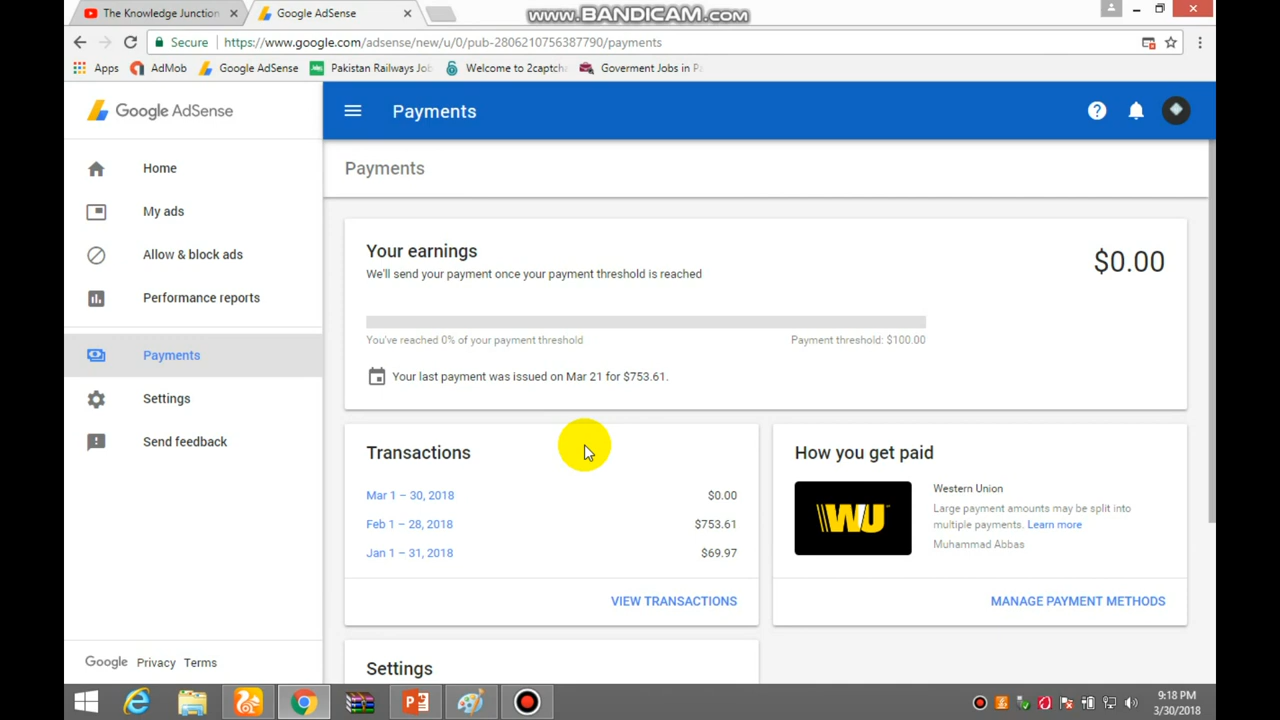 The Knowledge Junction
Google AdSense
www.BANDICAM.com
Secure
https://www.google.com/adsense/new/u/0/pub-2806210756387790/payments
Apps
AdMob
Google AdSense
Pakistan Railways Jo
Welcome to 2captch
Goverment Jobs in P
Google AdSense
Payments
Home
My ads
Allow & block ads
Performance reports
Payments
Settings
Send feedback
Google
Privacy
Terms
Payments
Your earnings
$0.00
We'll send your payment once your payment threshold is reached
You've reached 0% of your payment threshold
Payment threshold: $100.00
Your last payment was issued on Mar 21 for $753.61.
Transactions
Mar 1 – 30, 2018
$0.00
Feb 1 – 28, 2018
$753.61
Jan 1 – 31, 2018
$69.97
VIEW TRANSACTIONS
How you get paid
WU
Western Union
Large payment amounts may be split into
multiple payments. Learn more
Muhammad Abbas
MANAGE PAYMENT METHODS
Settings
9:18 PM
3/30/2018